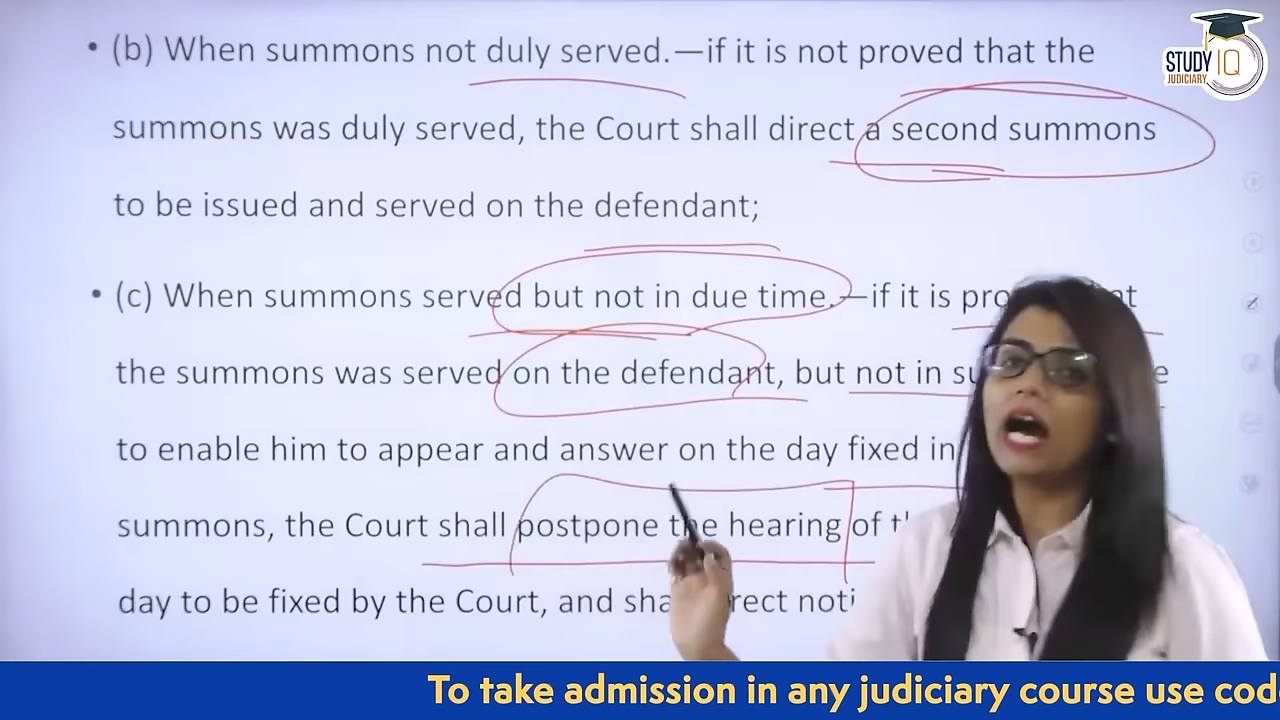 • (b) When summons not duly served.—if it is not proved that the
STUDY IQ
JUDICIARY
summons was duly served, the Court shall direct a second summons
to be issued and served on the defendant;
• (c) When summons served but not in due time.—if it is
the summons was served on the defendant, but not in
to enable him to appear and answer on the day fixed in
summons, the Court shall postpone the hearing of
day to be fixed by the Court, and
To take admission in any judiciary course use cod